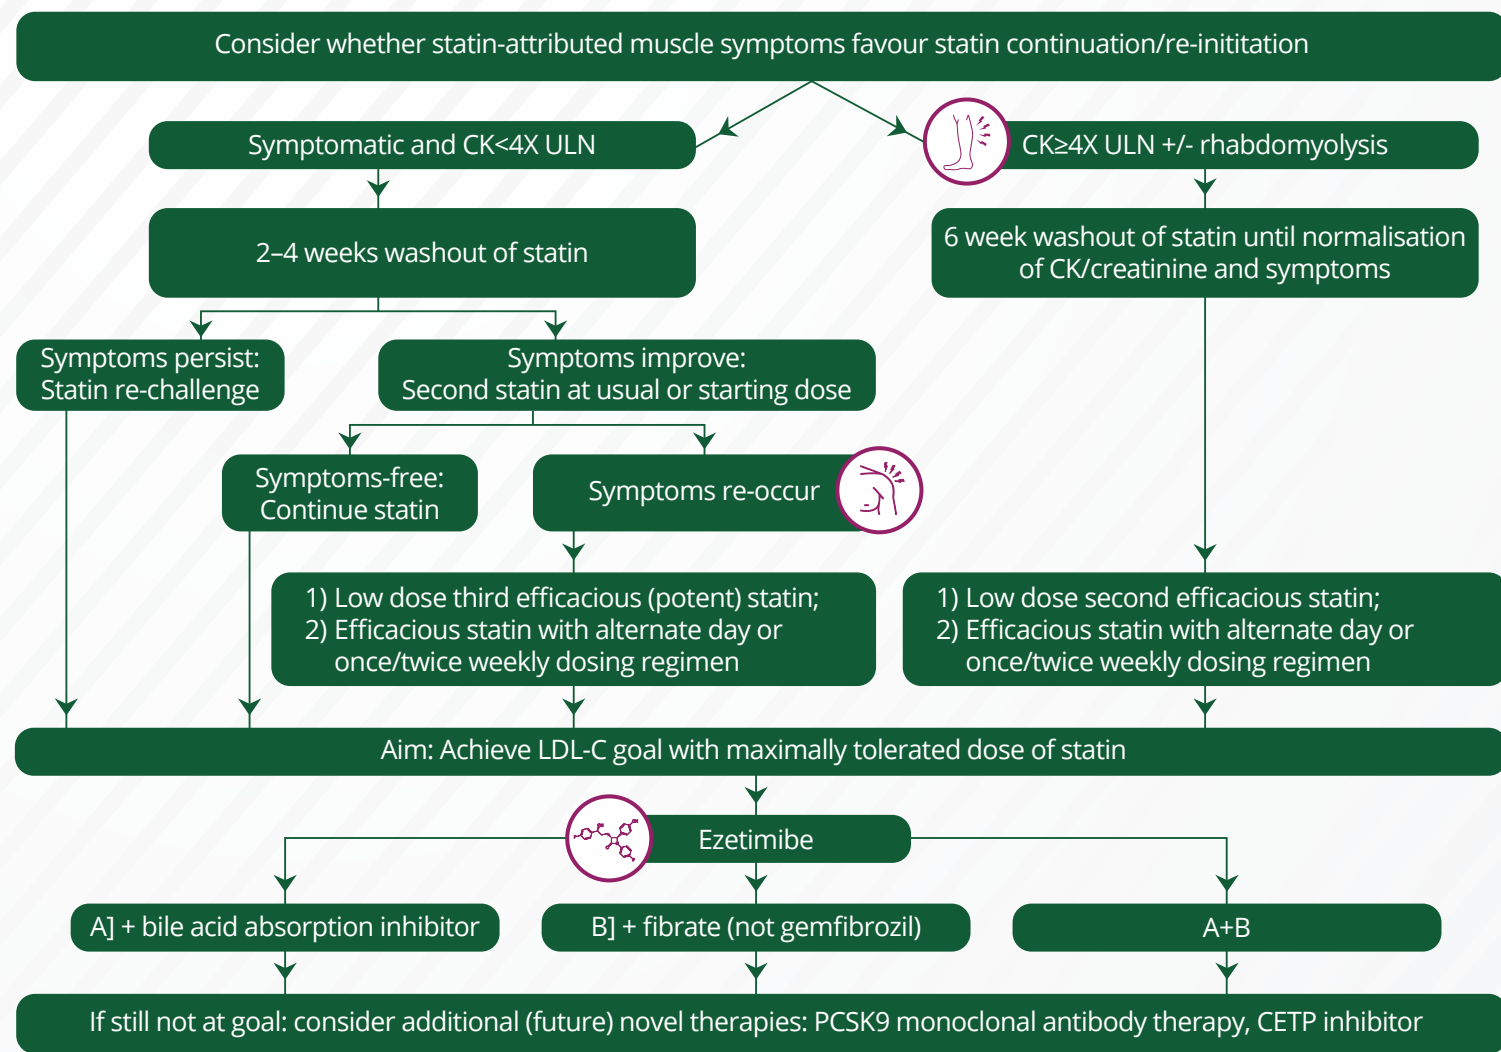 Consider whether statin-attributed muscle symptoms favour statin continuation/re-inititation
Symptomatic and CK<4X ULN
CK≥4X ULN +/- rhabdomyolysis
2–4 weeks washout of statin
6 week washout of statin until normalisation
of CK/creatinine and symptoms
Symptoms persist:
Statin re-challenge
Symptoms improve:
Second statin at usual or starting dose
Symptoms-free:
Continue statin
Symptoms re-occur
1) Low dose third efficacious (potent) statin;
2) Efficacious statin with alternate day or
once/twice weekly dosing regimen
1) Low dose second efficacious statin;
2) Efficacious statin with alternate day or
once/twice weekly dosing regimen
Aim: Achieve LDL-C goal with maximally tolerated dose of statin
Ezetimibe
A] + bile acid absorption inhibitor
B] + fibrate (not gemfibrozil)
A+B
If still not at goal: consider additional (future) novel therapies: PCSK9 monoclonal antibody therapy, CETP inhibitor